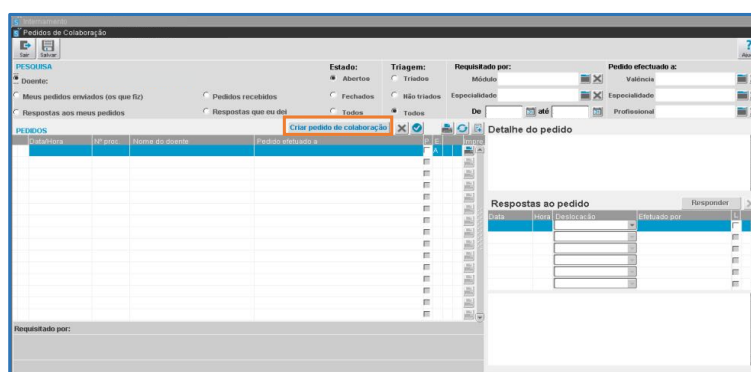 Internamento
Pedidos de Colaboração
Sair Salvar
PESQUISA Estado: Triagem: Requisitado por: Pedido efectuado a:
Doente: Abertos Triados Módulo Valência
Meus pedidos enviados (os que fiz) Pedidos recebidos Fechados Não triados Especialidade Especialidade
Respostas aos meus pedidos Respostas que eu dei Todos Todos De até Profissional
PEDIDOS Criar pedido de colaboração Detalhe do pedido
Data/Hora Nº proc. Nome do doente Pedido efetuado a P E
A
Respostas ao pedido Responder
Data Hora Deslocação Efetuado por L
Requisitado por: